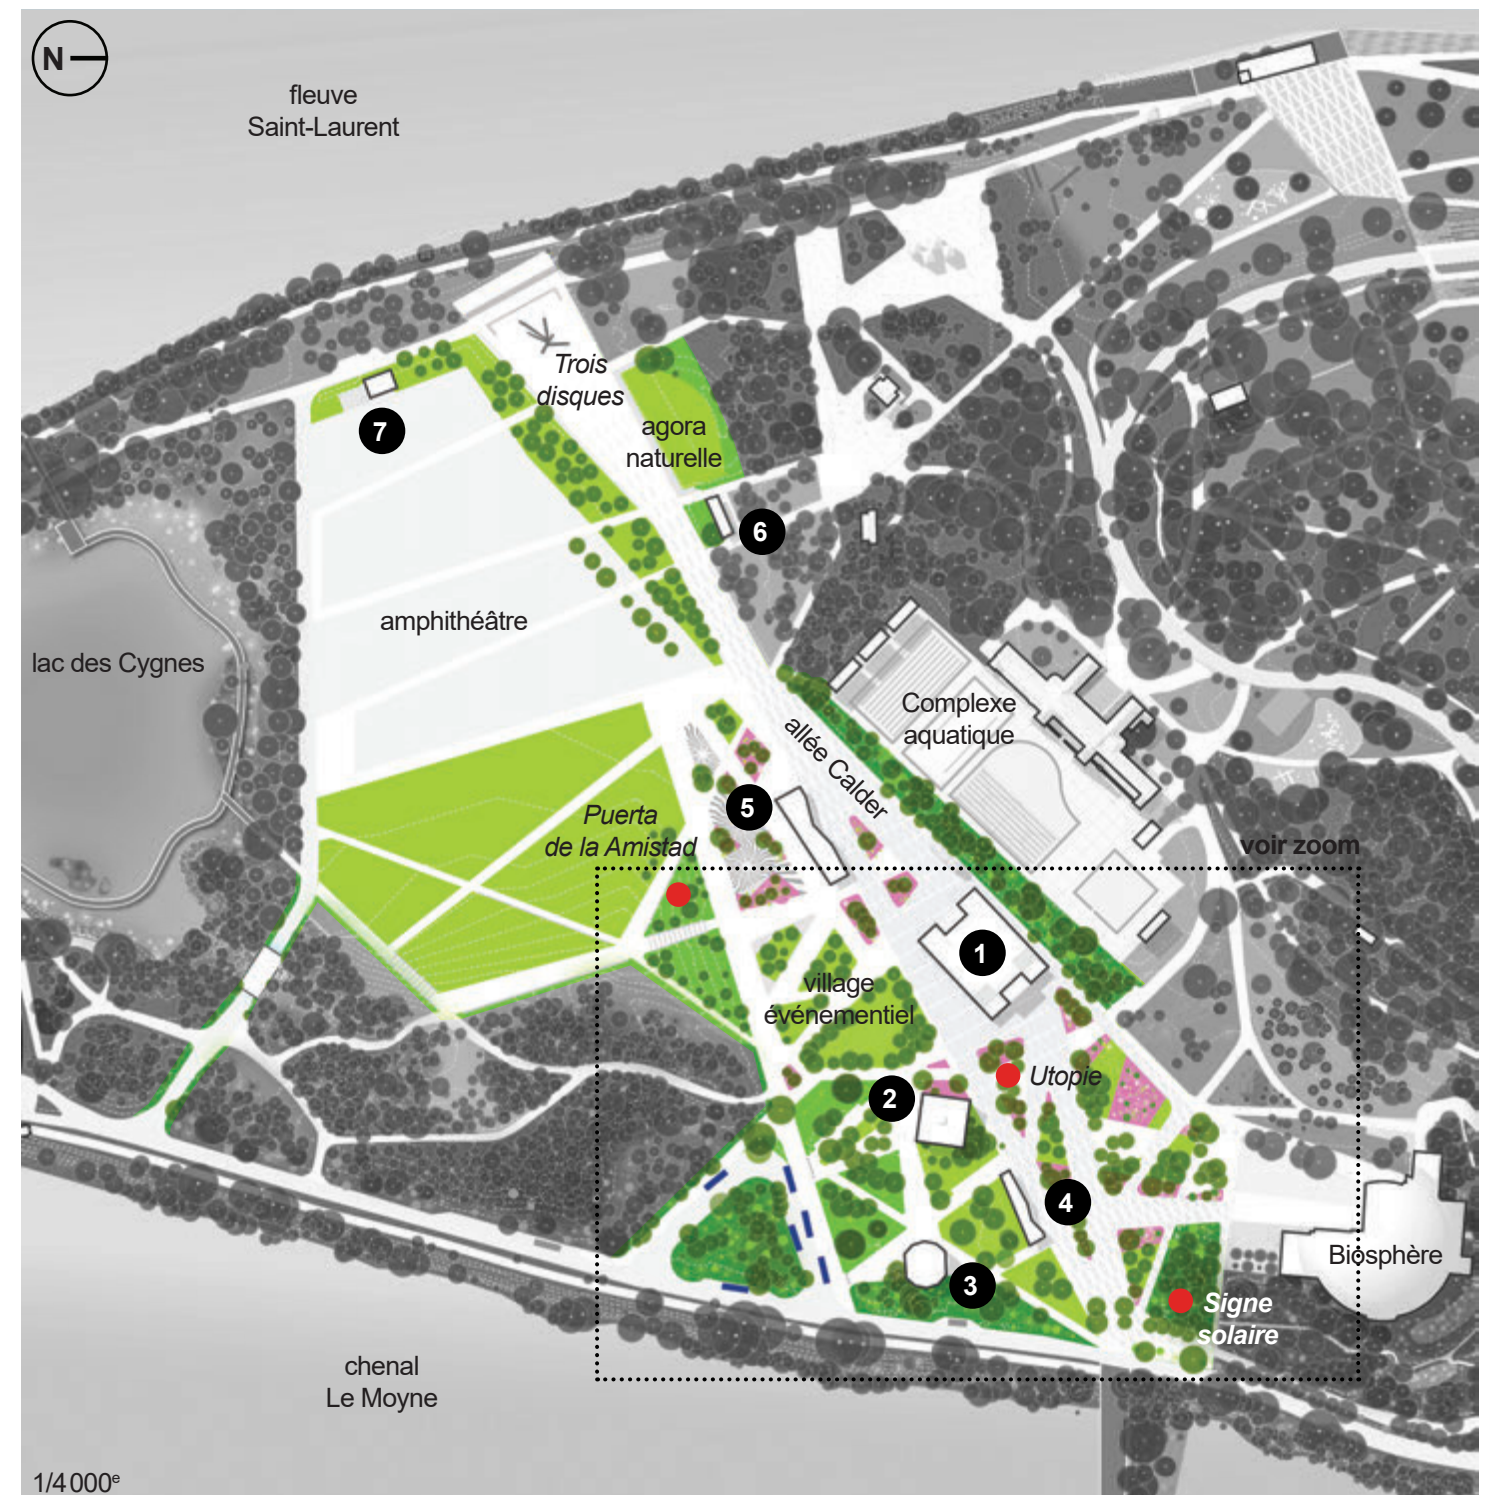 N
fleuve
Saint-Laurent
Trois
disques
7
agora
naturelle
6
amphithéâtre
lac des Cygnes
Complexe
aquatique
allée Calder
5
Puerta
de la Amistad
voir zoom
1
village
événementiel
2
Utopie
4
Biosphère
3
Signe
solaire
chenal
Le Moyne
1/4 000e